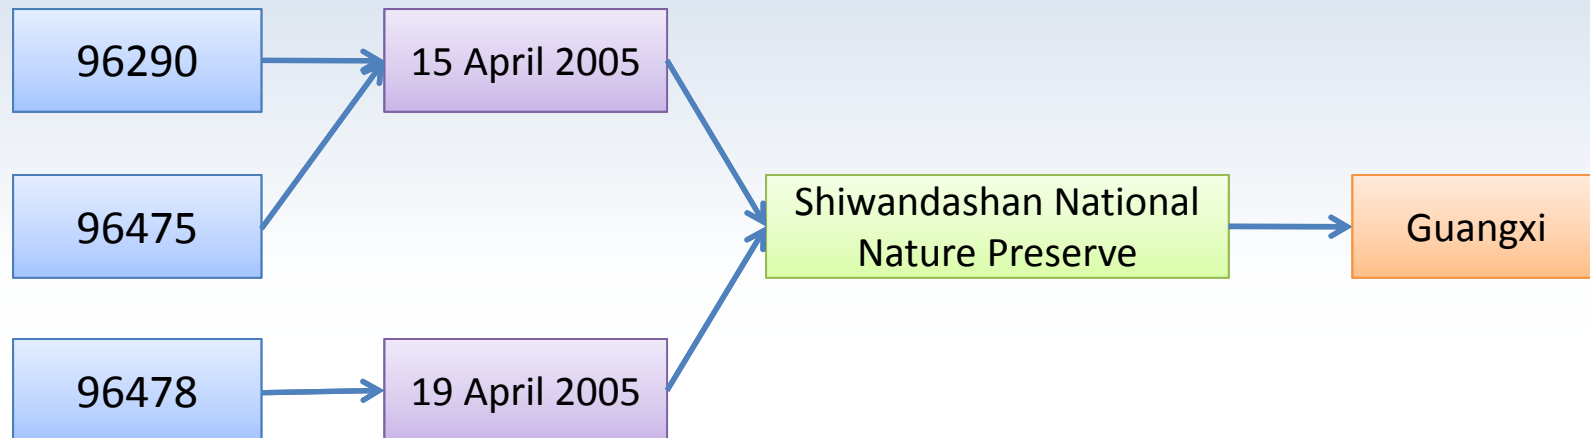 96290
15 April 2005
96475
Shiwandashan National
Nature Preserve
Guangxi
96478
19 April 2005